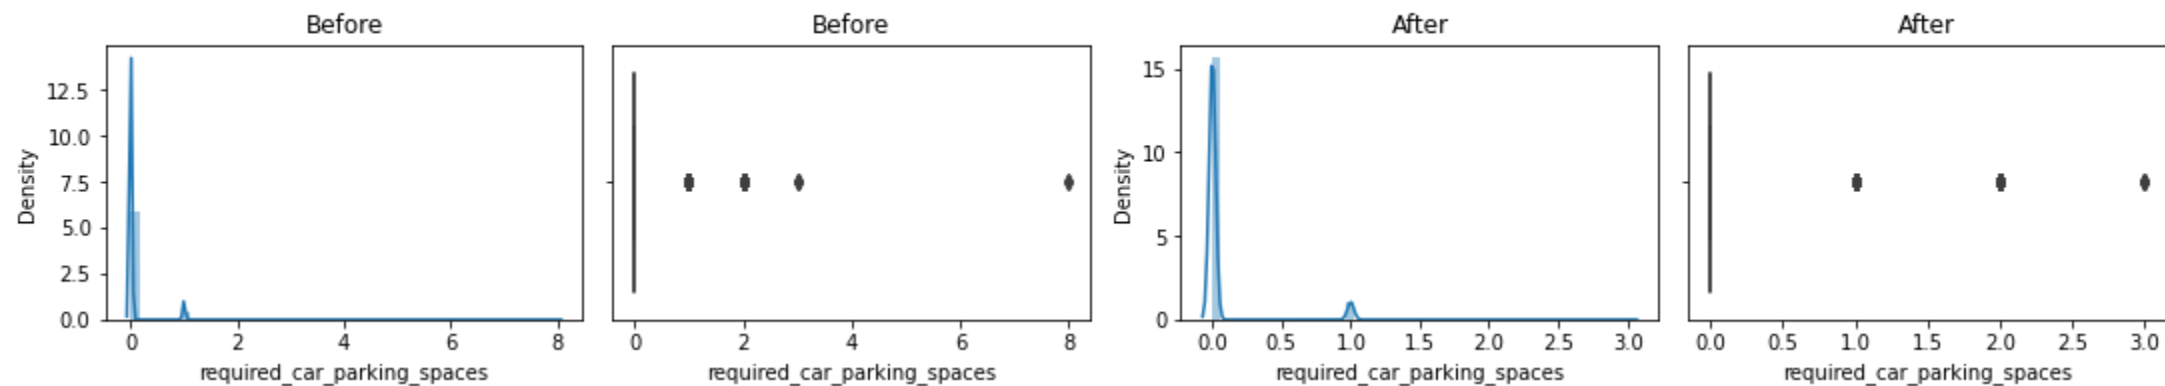 Before
Before
After
After
Density
12.5
10.0
7.5
5.0
2.5
0.0
0 2 4 6 8
required_car_parking_spaces
0 2 4 6 8
required_car_parking_spaces
Density
15
10
5
0
0.0 0.5 1.0 1.5 2.0 2.5 3.0
required_car_parking_spaces
0.0 0.5 1.0 1.5 2.0 2.5 3.0
required_car_parking_spaces